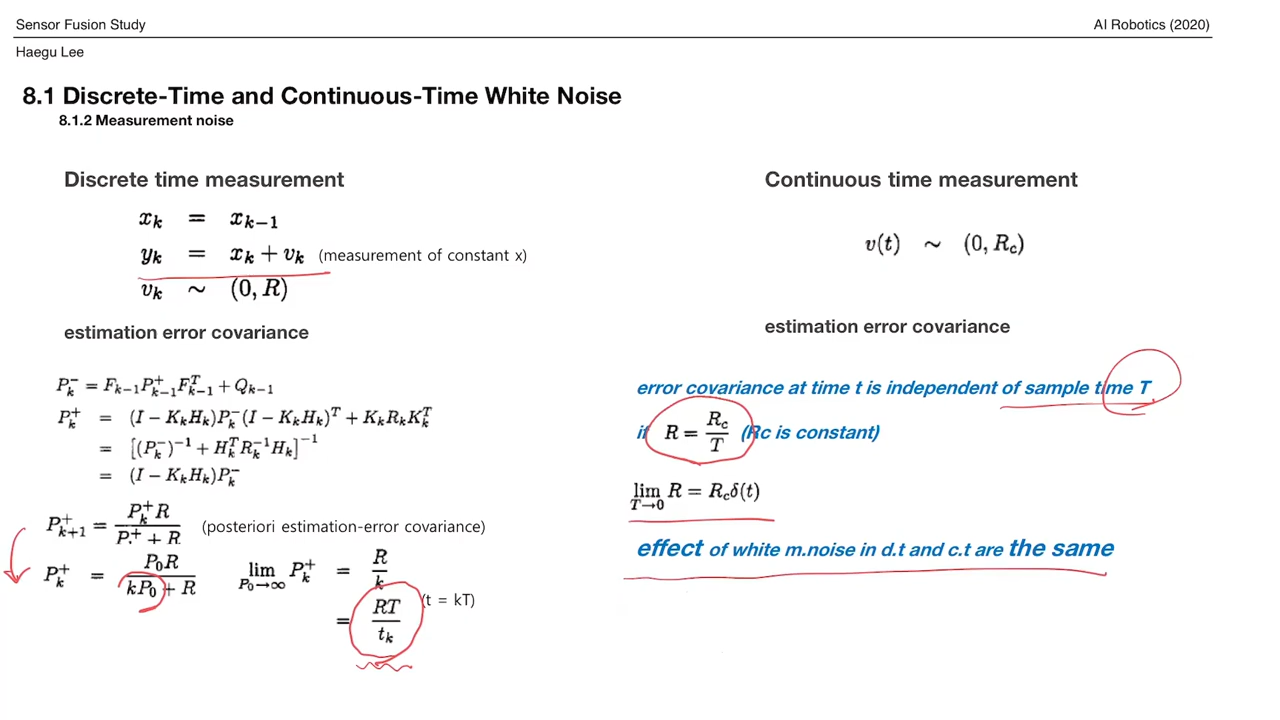 Sensor Fusion Study
AI Robotics (2020)
Haegu Lee
8.1 Discrete-Time and Continuous-Time White Noise
8.1.2 Measurement noise
Discrete time measurement
x_k = x_{k-1}
y_k = x_k + v_k (measurement of constant x)
v_k ∼ (0, R)
estimation error covariance
P_k^- = F_{k-1}P_{k-1}^+F_{k-1}^T + Q_{k-1}
P_k^+ = (I − K_kH_k)P_k^-(I − K_kH_k)^T + K_kR_kK_k^T
= [(P_k^-)^{-1} + H_k^TR_k^{-1}H_k]^{-1}
= (I − K_kH_k)P_k^-
P_{k+1}^+ = P_k^+R / P^+ + R (posteriori estimation-error covariance)
P_k^+ = P_0R / kP_0 + R
lim_{P_0→∞} P_k^+ = R / k
= RT / t_k (t = kT)
Continuous time measurement
v(t) ∼ (0, R_c)
estimation error covariance
error covariance at time t is independent of sample time T
if R = R_c / T (Rc is constant)
lim_{T→0} R = R_cδ(t)
effect of white m.noise in d.t and c.t are the same